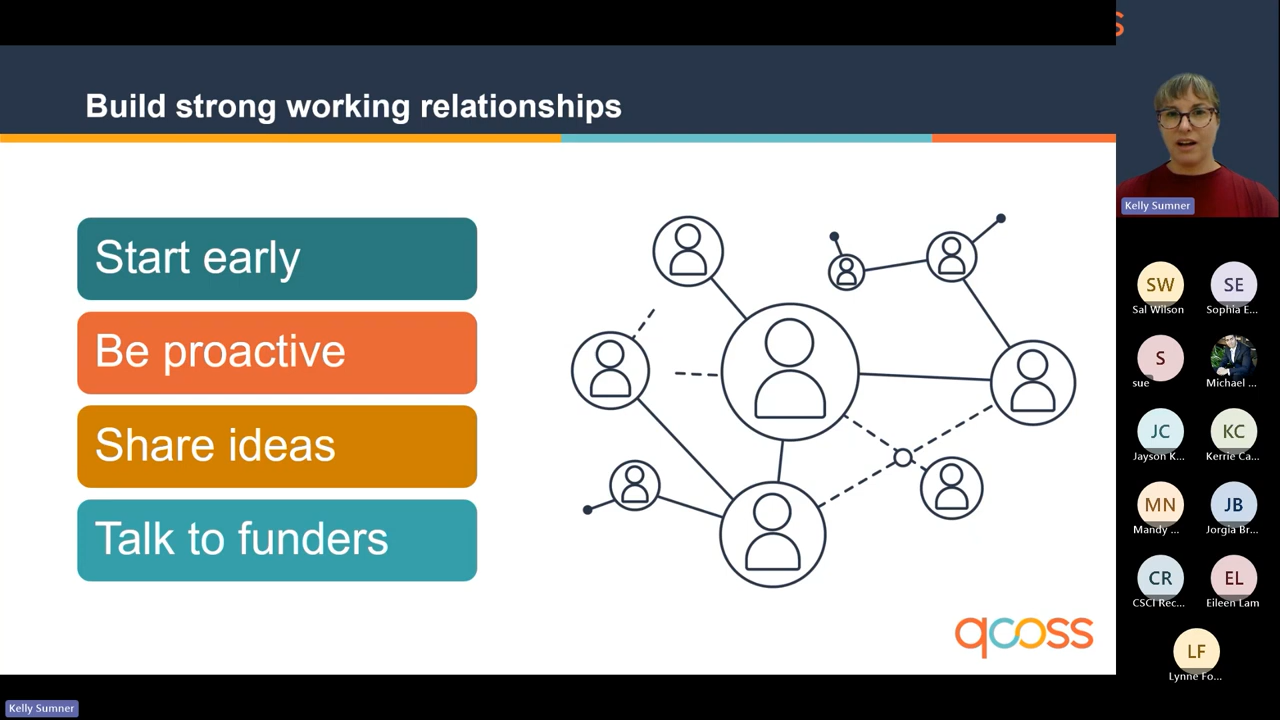 Build strong working relationships
Start early
Be proactive
Share ideas
Talk to funders
qcoss
s
Kelly Sumner
SW
SE
Sal Wilson
Sophia E...
S
sue
Michael ...
JC
KC
Jayson K...
Kerrie Ca...
MN
JB
Mandy ...
Jorgia Br...
CR
EL
CSCI Rec...
Eileen Lam
LF
Lynne Fo...
Kelly Sumner